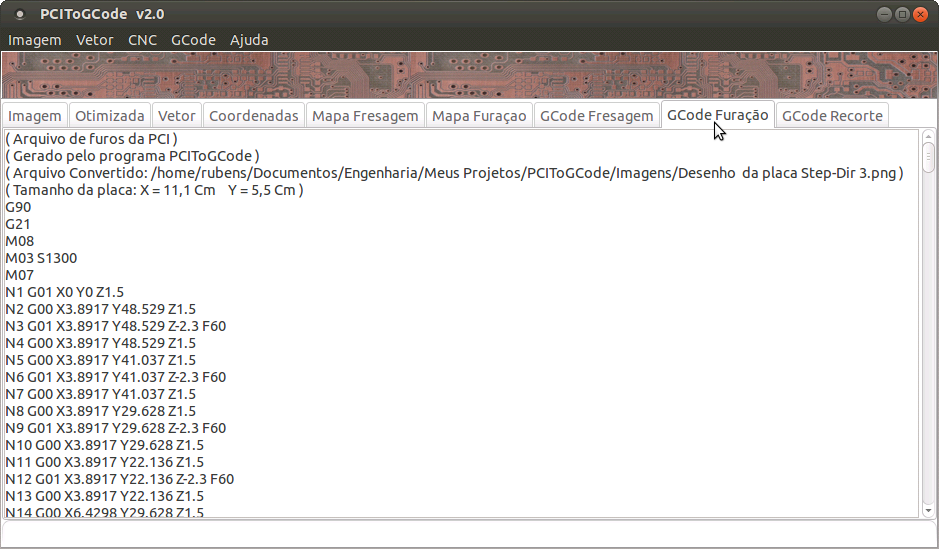 PCIToGCode v2.0
Imagem Vetor CNC GCode Ajuda
Imagem Otimizada Vetor Coordenadas Mapa Fresagem Mapa Furaçao GCode Fresagem GCode Furação GCode Recorte
( Arquivo de furos da PCI )
( Gerado pelo programa PCIToGCode )
( Arquivo Convertido: /home/rubens/Documentos/Engenharia/Meus Projetos/PCIToGCode/Imagens/Desenho  da placa Step-Dir 3.png )
( Tamanho da placa: X = 11,1 Cm    Y = 5,5 Cm )
G90
G21
M08
M03 S1300
M07
N1 G01 X0 Y0 Z1.5
N2 G00 X3.8917 Y48.529 Z1.5
N3 G01 X3.8917 Y48.529 Z-2.3 F60
N4 G00 X3.8917 Y48.529 Z1.5
N5 G00 X3.8917 Y41.037 Z1.5
N6 G01 X3.8917 Y41.037 Z-2.3 F60
N7 G00 X3.8917 Y41.037 Z1.5
N8 G00 X3.8917 Y29.628 Z1.5
N9 G01 X3.8917 Y29.628 Z-2.3 F60
N10 G00 X3.8917 Y29.628 Z1.5
N11 G00 X3.8917 Y22.136 Z1.5
N12 G01 X3.8917 Y22.136 Z-2.3 F60
N13 G00 X3.8917 Y22.136 Z1.5
N14 G00 X6.4298 Y29.628 Z1.5